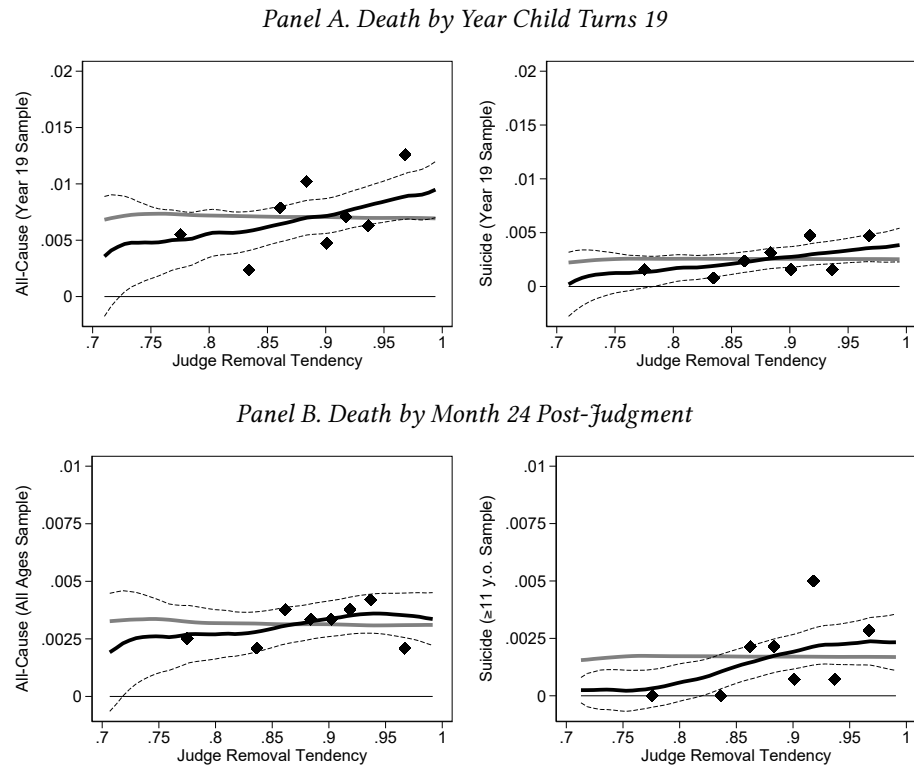 Panel A. Death by Year Child Turns 19
All-Cause (Year 19 Sample)
.02
.015
.01
.005
0
.7 .75 .8 .85 .9 .95 1
Judge Removal Tendency
Suicide (Year 19 Sample)
.02
.015
.01
.005
0
.7 .75 .8 .85 .9 .95 1
Judge Removal Tendency
Panel B. Death by Month 24 Post-Judgment
All-Cause (All Ages Sample)
.01
.0075
.005
.0025
0
.7 .75 .8 .85 .9 .95 1
Judge Removal Tendency
Suicide (≥11 y.o. Sample)
.01
.0075
.005
.0025
0
.7 .75 .8 .85 .9 .95 1
Judge Removal Tendency